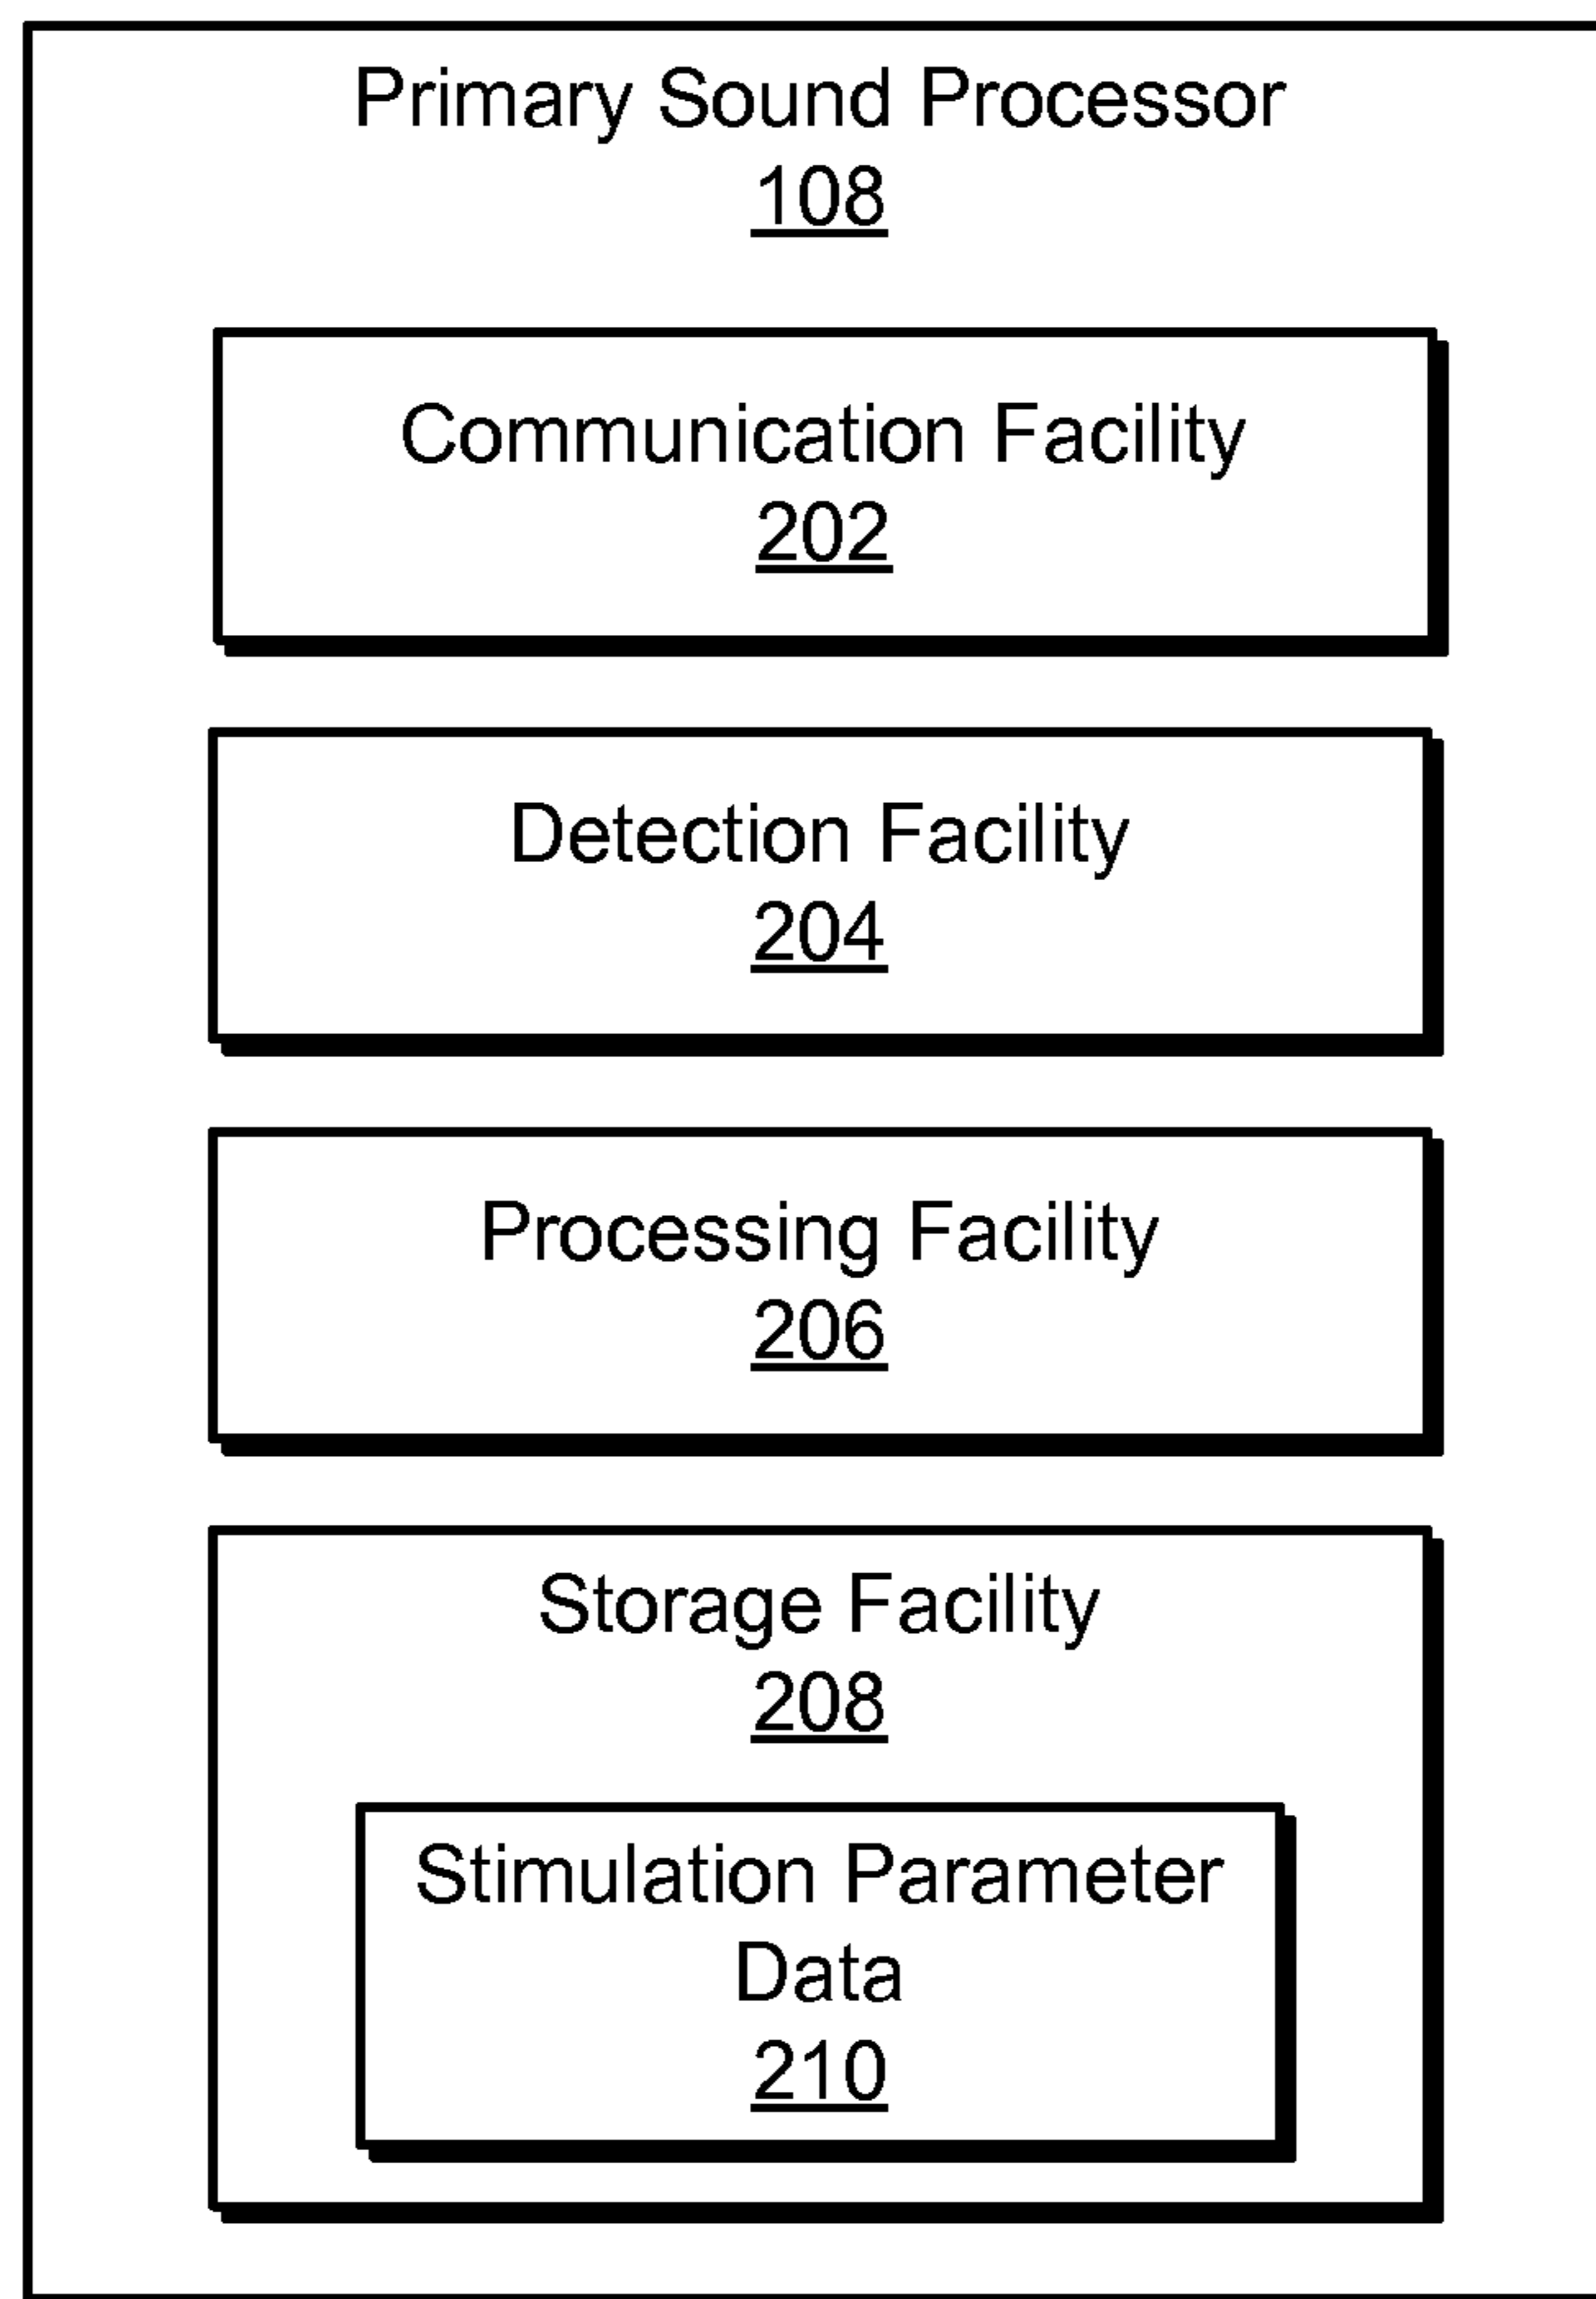 Primary Sound Processor
108
Communication Facility
202
Detection Facility
204
Processing Facility
206
Storage Facility
208
Stimulation Parameter
Data
210